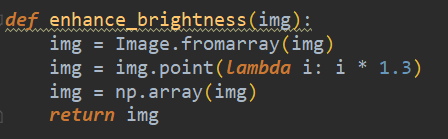 def enhance_brightness(img):
    img = Image.fromarray(img)
    img = img.point(lambda i: i * 1.3)
    img = np.array(img)
    return img